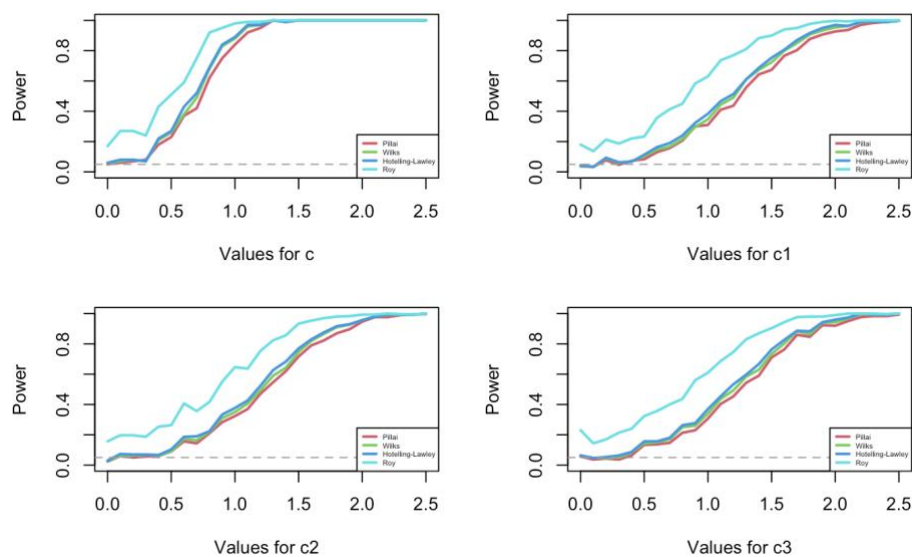 Power
0.8
0.4
0.0
Pillai
Wilks
Hotelling-Lawley
Roy
0.0 0.5 1.0 1.5 2.0 2.5
Values for c
Power
0.8
0.4
0.0
Pillai
Wilks
Hotelling-Lawley
Roy
0.0 0.5 1.0 1.5 2.0 2.5
Values for c1
Power
0.8
0.4
0.0
Pillai
Wilks
Hotelling-Lawley
Roy
0.0 0.5 1.0 1.5 2.0 2.5
Values for c2
Power
0.8
0.4
0.0
Pillai
Wilks
Hotelling-Lawley
Roy
0.0 0.5 1.0 1.5 2.0 2.5
Values for c3